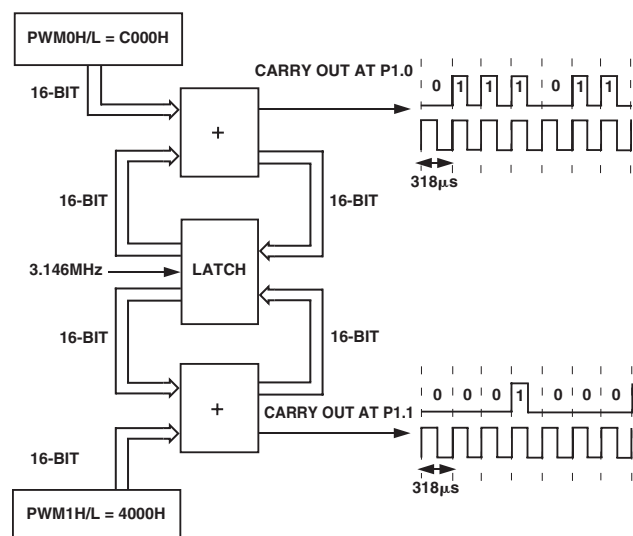 PWM0H/L = C000H
16-BIT
CARRY OUT AT P1.0
0 1 1 1 0 1 1
+
318μs
16-BIT
16-BIT
3.146MHz
LATCH
16-BIT
16-BIT
0 0 0 1 0 0 0
+
CARRY OUT AT P1.1
16-BIT
318μs
PWM1H/L = 4000H